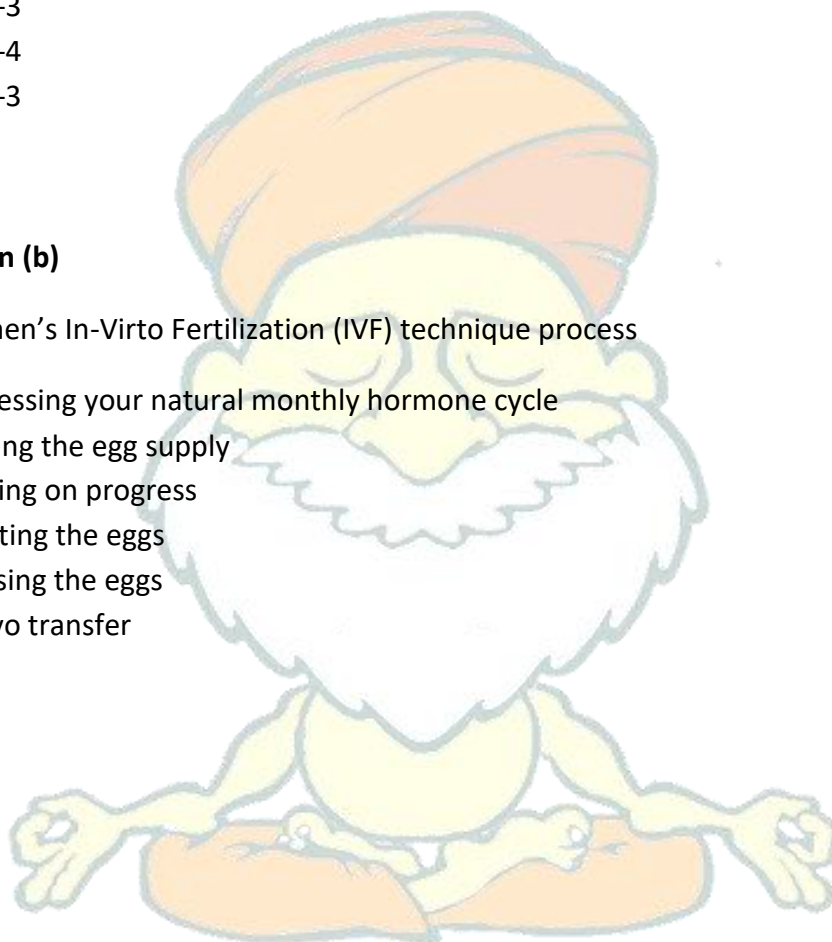 -3
-4
-3
n (b)
nen’s In-Virto Fertilization (IVF) technique process
essing your natural monthly hormone cycle
ng the egg supply
ing on progress
ting the eggs
sing the eggs
yo transfer